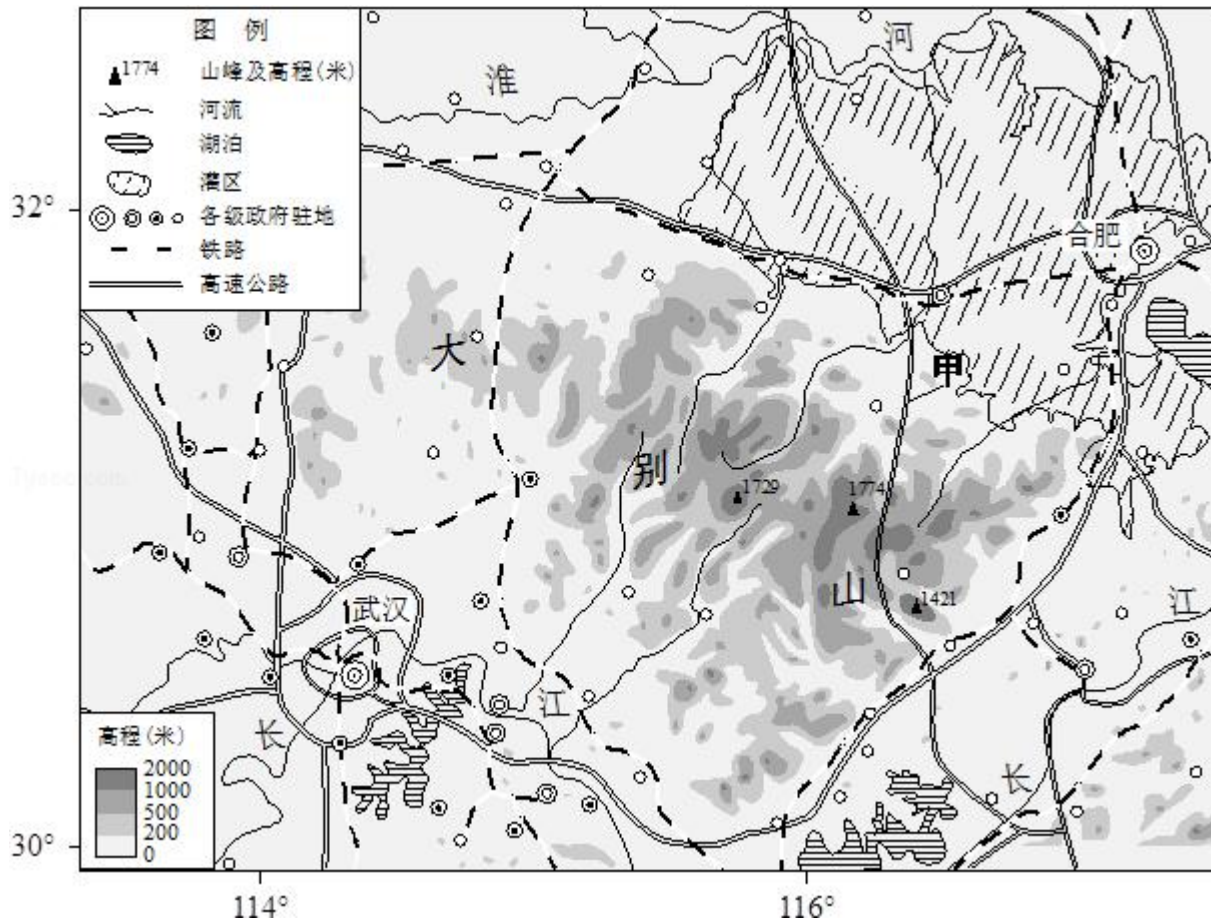 图 例
1774 山峰及高程(米)
河流
湖泊
灌区
各级政府驻地
铁路
高速公路
淮
河
32°
合肥
大
甲
别
1729
1774
山
1421
武汉
江
江
长
长
高程(米)
2000
1000
500
200
0
30°
114°
116°